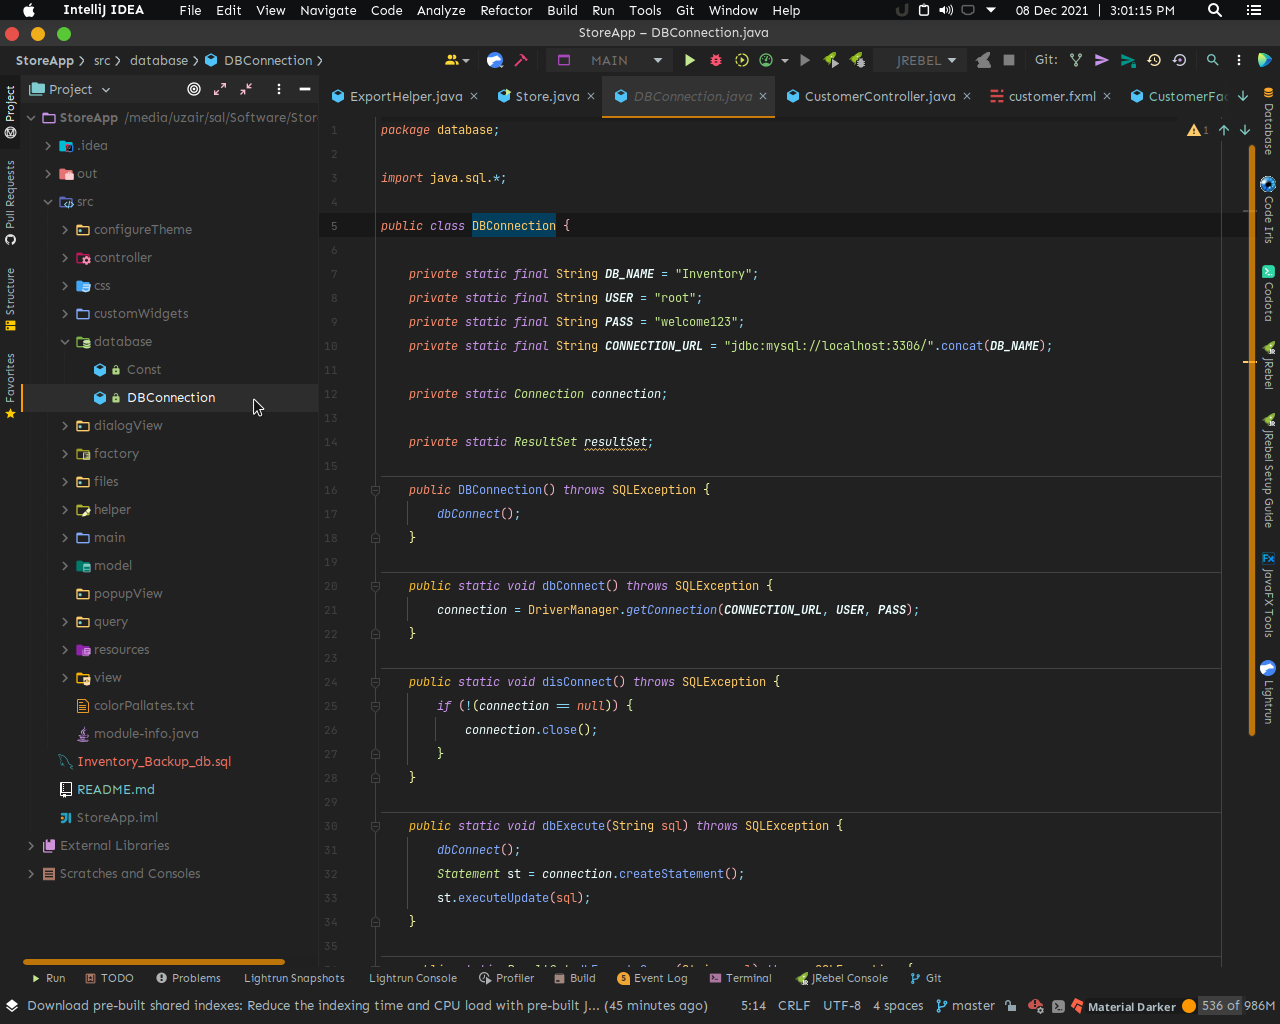 IntelliJ IDEA File Edit View Navigate Code Analyze Refactor Build Run Tools Git Window Help 08 Dec 2021 | 3:01:15 PM
StoreApp – DBConnection.java
StoreApp src database DBConnection MAIN JREBEL Git:
Project
ExportHelper.java Store.java DBConnection.java CustomerController.java customer.fxml CustomerFac
StoreApp /media/uzair/sal/Software/Stor
.idea
out
src
configureTheme
controller
css
customWidgets
database
Const
DBConnection
dialogView
factory
files
helper
main
model
popupView
query
resources
view
colorPallates.txt
module-info.java
Inventory_Backup_db.sql
README.md
StoreApp.iml
External Libraries
Scratches and Consoles
Project
Pull Requests
Structure
Favorites
1 package database;
2
3 import java.sql.*;
4
5 public class DBConnection {
6
7 private static final String DB_NAME = "Inventory";
8 private static final String USER = "root";
9 private static final String PASS = "welcome123";
10 private static final String CONNECTION_URL = "jdbc:mysql://localhost:3306/".concat(DB_NAME);
11
12 private static Connection connection;
13
14 private static ResultSet resultSet;
15
16 public DBConnection() throws SQLException {
17 dbConnect();
18 }
19
20 public static void dbConnect() throws SQLException {
21 connection = DriverManager.getConnection(CONNECTION_URL, USER, PASS);
22 }
23
24 public static void disConnect() throws SQLException {
25 if (!(connection == null)) {
26 connection.close();
27 }
28 }
29
30 public static void dbExecute(String sql) throws SQLException {
31 dbConnect();
32 Statement st = connection.createStatement();
33 st.executeUpdate(sql);
34 }
35
1
Database
Code Iris
Codota
JRebel
JRebel Setup Guide
Fx
JavaFX Tools
Lightrun
Run TODO Problems Lightrun Snapshots Lightrun Console Profiler Build 5 Event Log Terminal JRebel Console Git
Download pre-built shared indexes: Reduce the indexing time and CPU load with pre-built J... (45 minutes ago) 5:14 CRLF UTF-8 4 spaces master Material Darker 536 of 986M